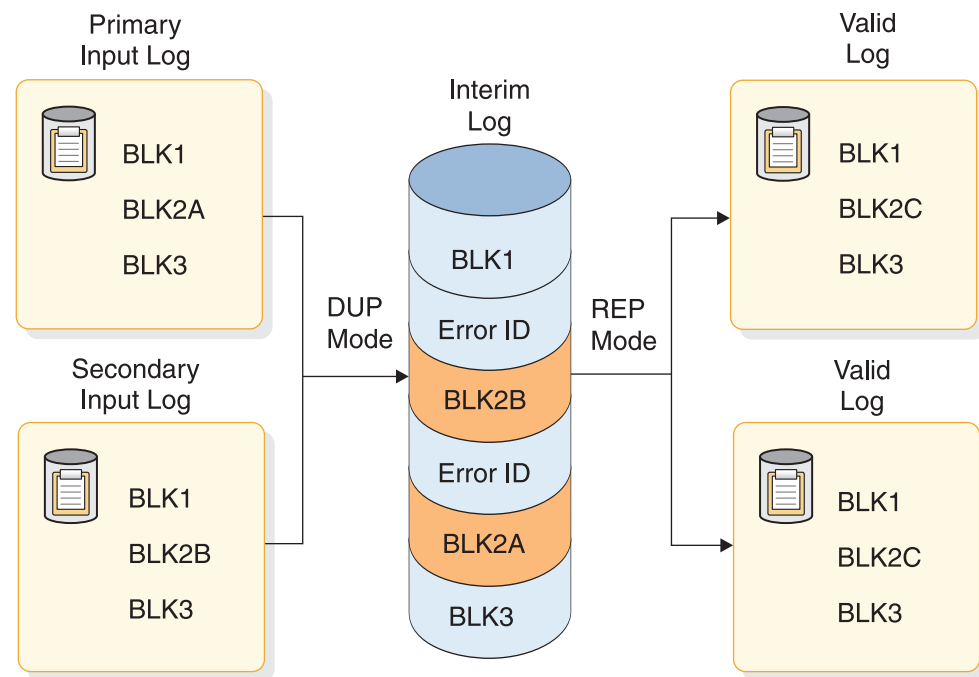 Primary
Input Log
BLK1
BLK2A
BLK3
Secondary
Input Log
BLK1
BLK2B
BLK3
DUP
Mode
Interim
Log
BLK1
Error ID
BLK2B
Error ID
BLK2A
BLK3
REP
Mode
Valid
Log
BLK1
BLK2C
BLK3
Valid
Log
BLK1
BLK2C
BLK3